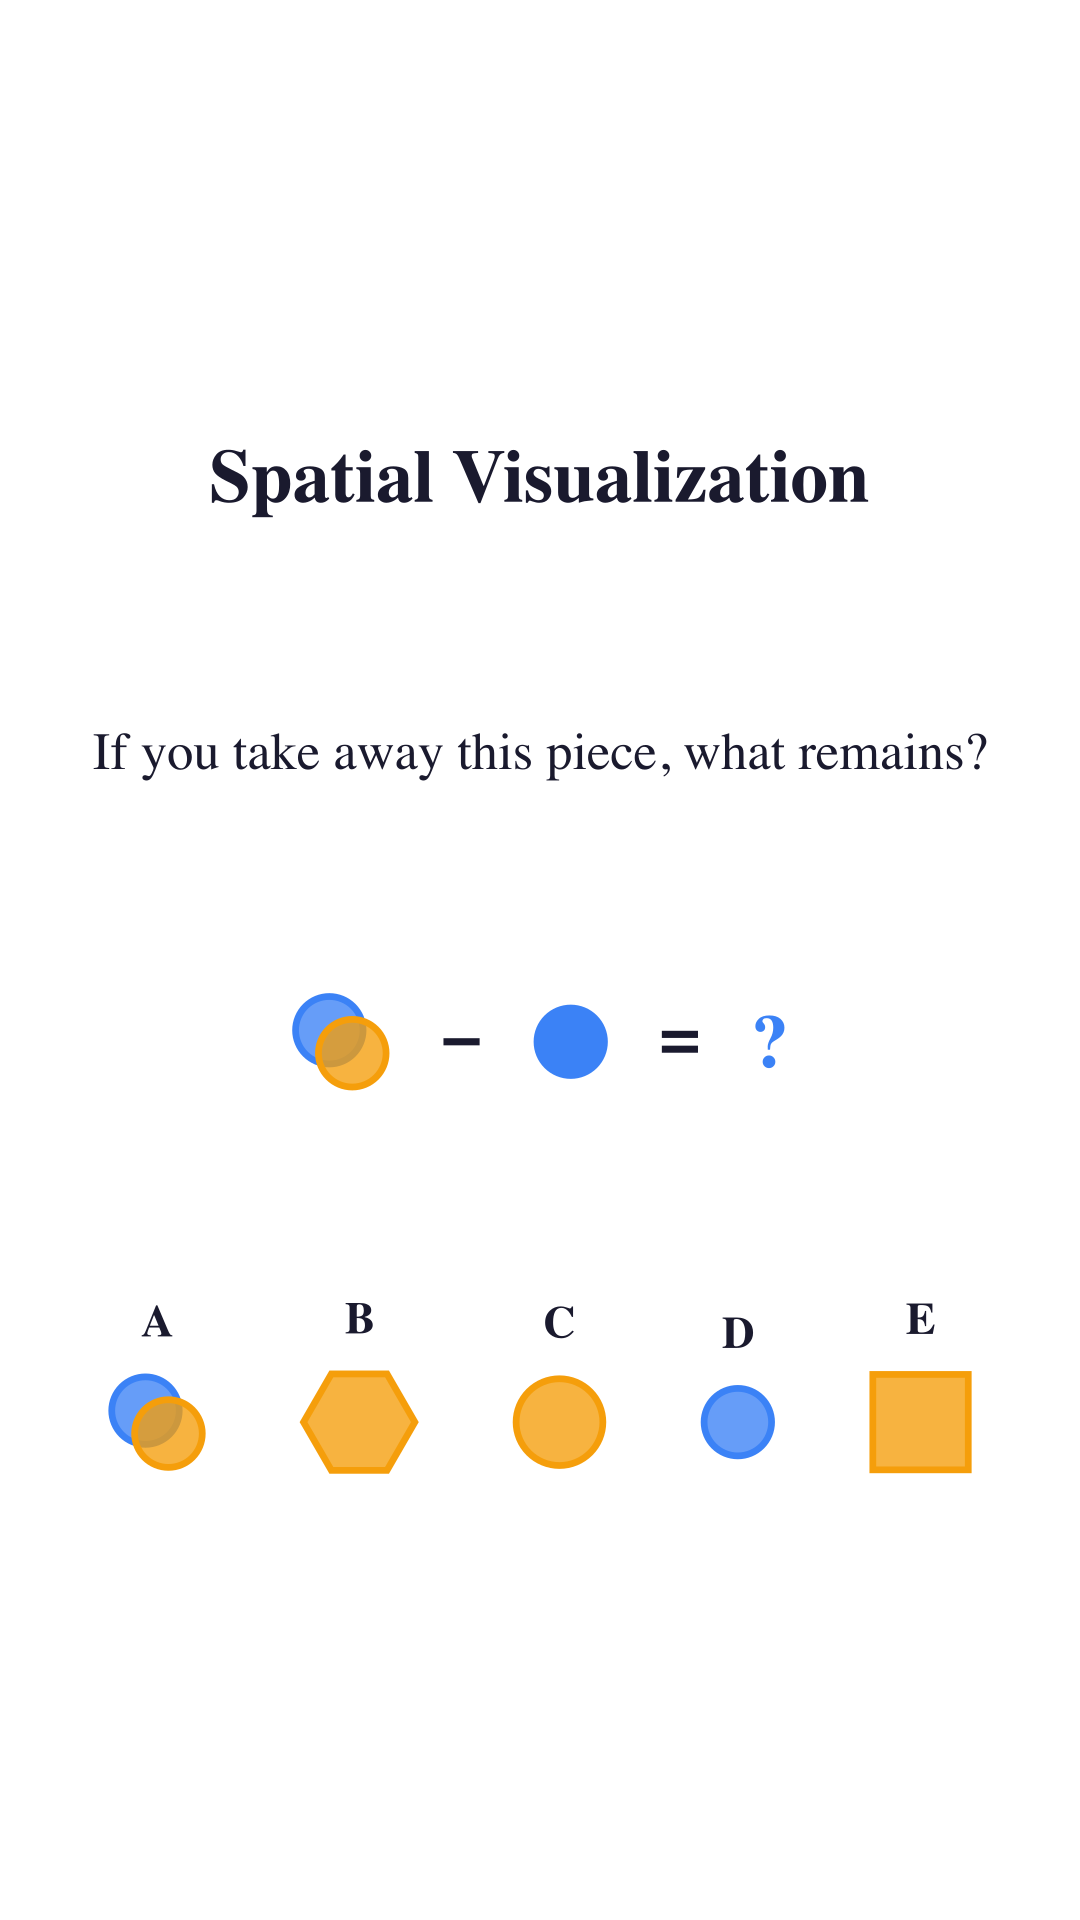 Spatial Visualization
If you take away this piece, what remains?
− = ?
A B C D E